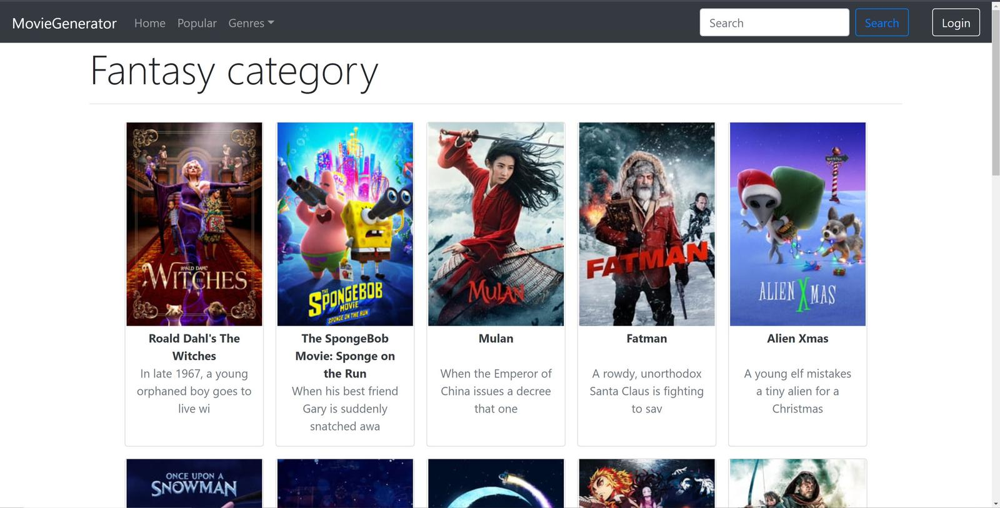 MovieGenerator Home Popular Genres Search Search Login
Fantasy category
ROALD DAHL'S
THE WITCHES
THE SPONGEBOB
MOVIE
SPONGE ON THE RUN
MULAN
FATMAN
ALIEN XMAS
Roald Dahl's The
Witches
In late 1967, a young
orphaned boy goes to
live wi
The SpongeBob
Movie: Sponge on
the Run
When his best friend
Gary is suddenly
snatched awa
Mulan
When the Emperor of
China issues a decree
that one
Fatman
A rowdy, unorthodox
Santa Claus is fighting
to sav
Alien Xmas
A young elf mistakes
a tiny alien for a
Christmas
ONCE UPON A
SNOWMAN